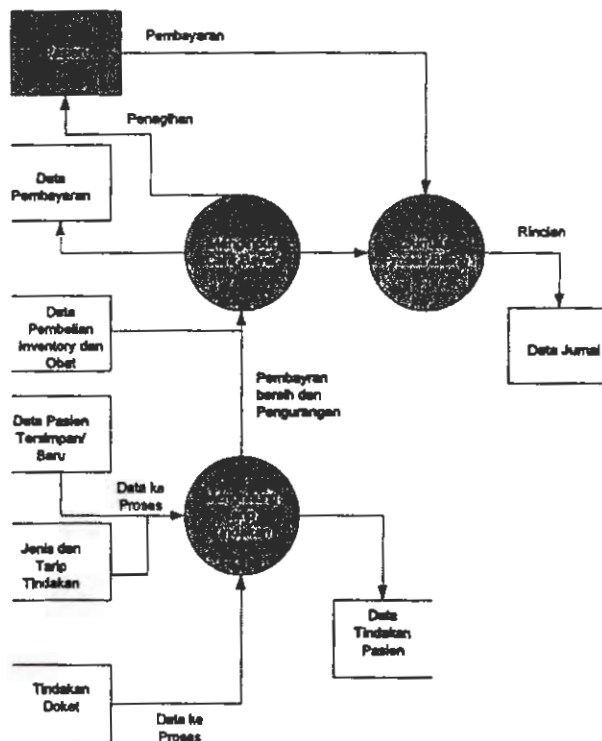 Pembayaran
Penagihan
Data
Pembayaran
Rincian
Data
Pembelian
Inventory dan
Obat
Data Jurnal
Pembayran
bersih dan
Pengurangan
Data Pasien
Tersimpan/
Baru
Data ke
Proses
Jenis dan
Tarip
Tindakan
Data
Tindakan
Pasien
Tindakan
Doket
Data ke
Proses